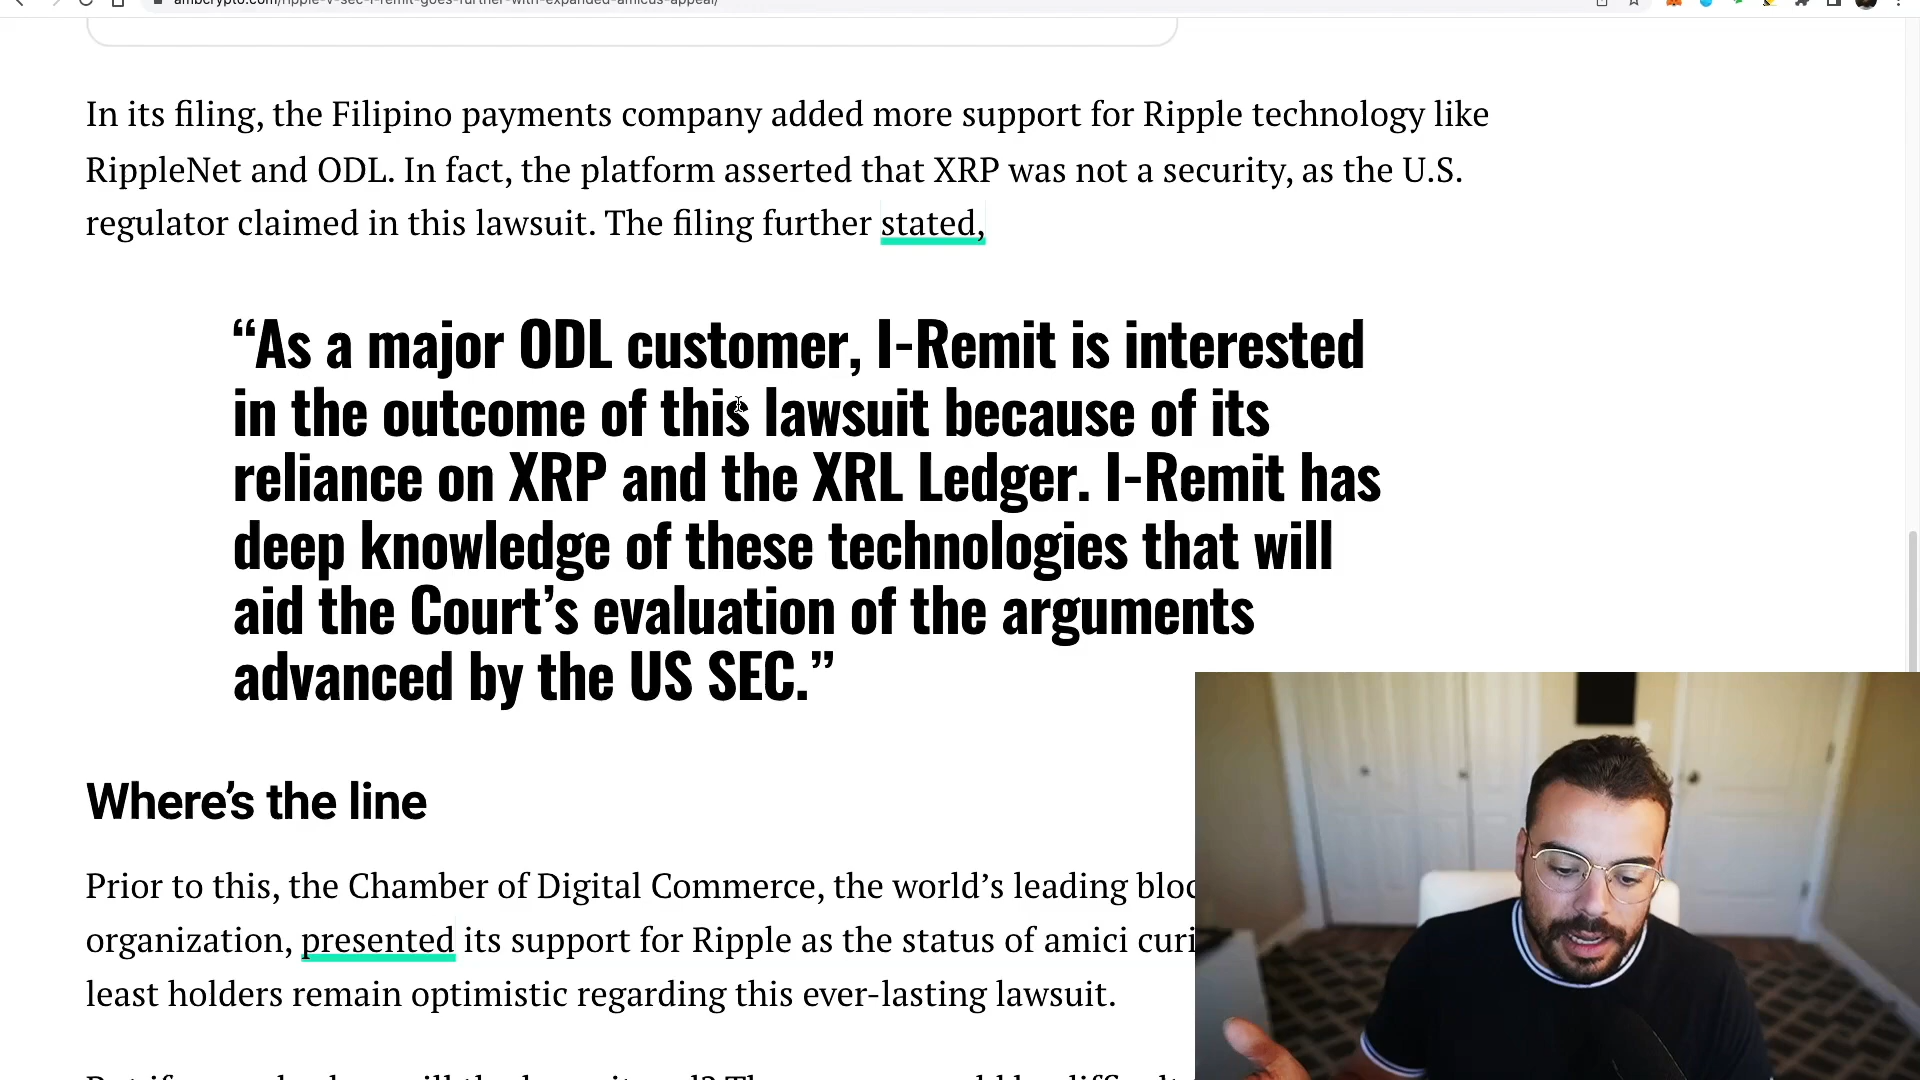 ambcrypto.com/ripple-v-sec-i-remit-goes-further-with-expanded-amicus-appeal/
In its filing, the Filipino payments company added more support for Ripple technology like
RippleNet and ODL. In fact, the platform asserted that XRP was not a security, as the U.S.
regulator claimed in this lawsuit. The filing further stated,
“As a major ODL customer, I-Remit is interested
in the outcome of this lawsuit because of its
reliance on XRP and the XRL Ledger. I-Remit has
deep knowledge of these technologies that will
aid the Court’s evaluation of the arguments
advanced by the US SEC.”
Where’s the line
Prior to this, the Chamber of Digital Commerce, the world’s leading
organization, presented its support for Ripple as the status of amici
least holders remain optimistic regarding this ever-lasting lawsuit.